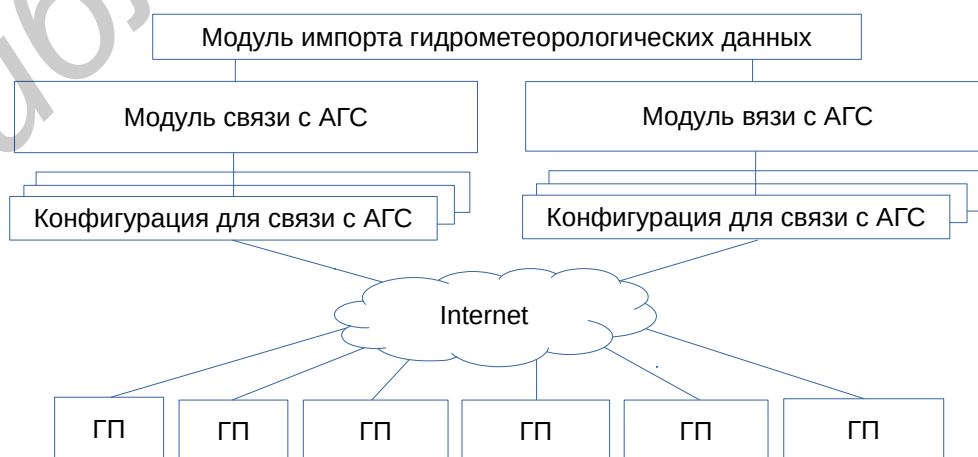 Модуль импорта гидрометеорологических данных
Модуль связи с АГС
Модуль вязи с АГС
Конфигурация для связи с АГС
Конфигурация для связи с АГС
Internet
ГП
ГП
ГП
ГП
ГП
ГП